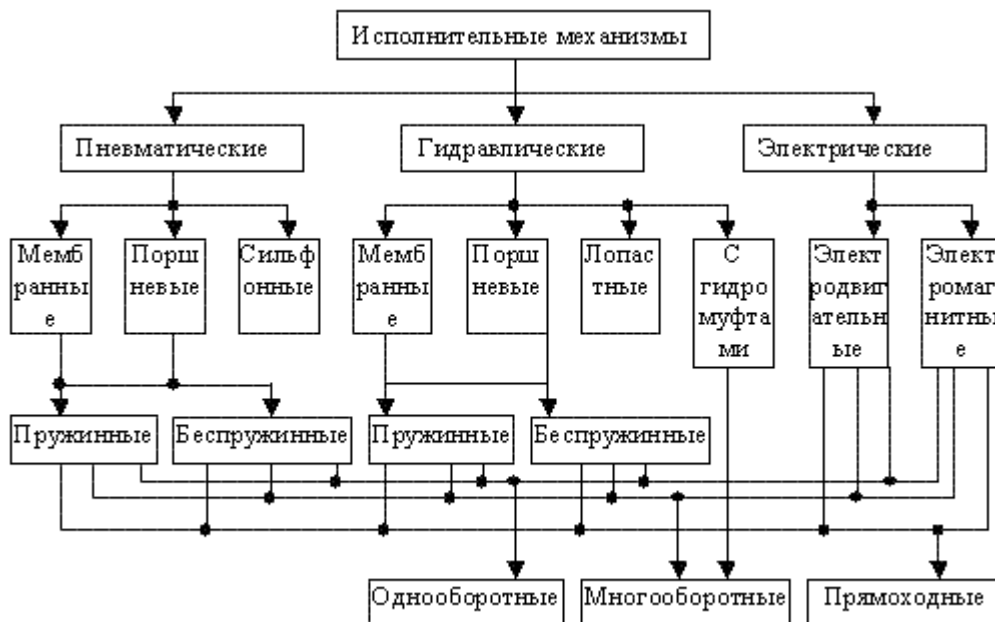 Исполнительные механизмы
Пневматические
Гидравлические
Электрические
Мемб
ранны
е
Порш
невые
Сильф
онные
Мемб
ранны
е
Порш
невые
Лопас
тные
С
гидро
муфта
ми
Элект
родвиг
ательн
ые
Элект
ромаг
нитны
е
Пружинные
Беспружинные
Пружинные
Беспружинные
Однооборотные
Многооборотные
Прямоходные